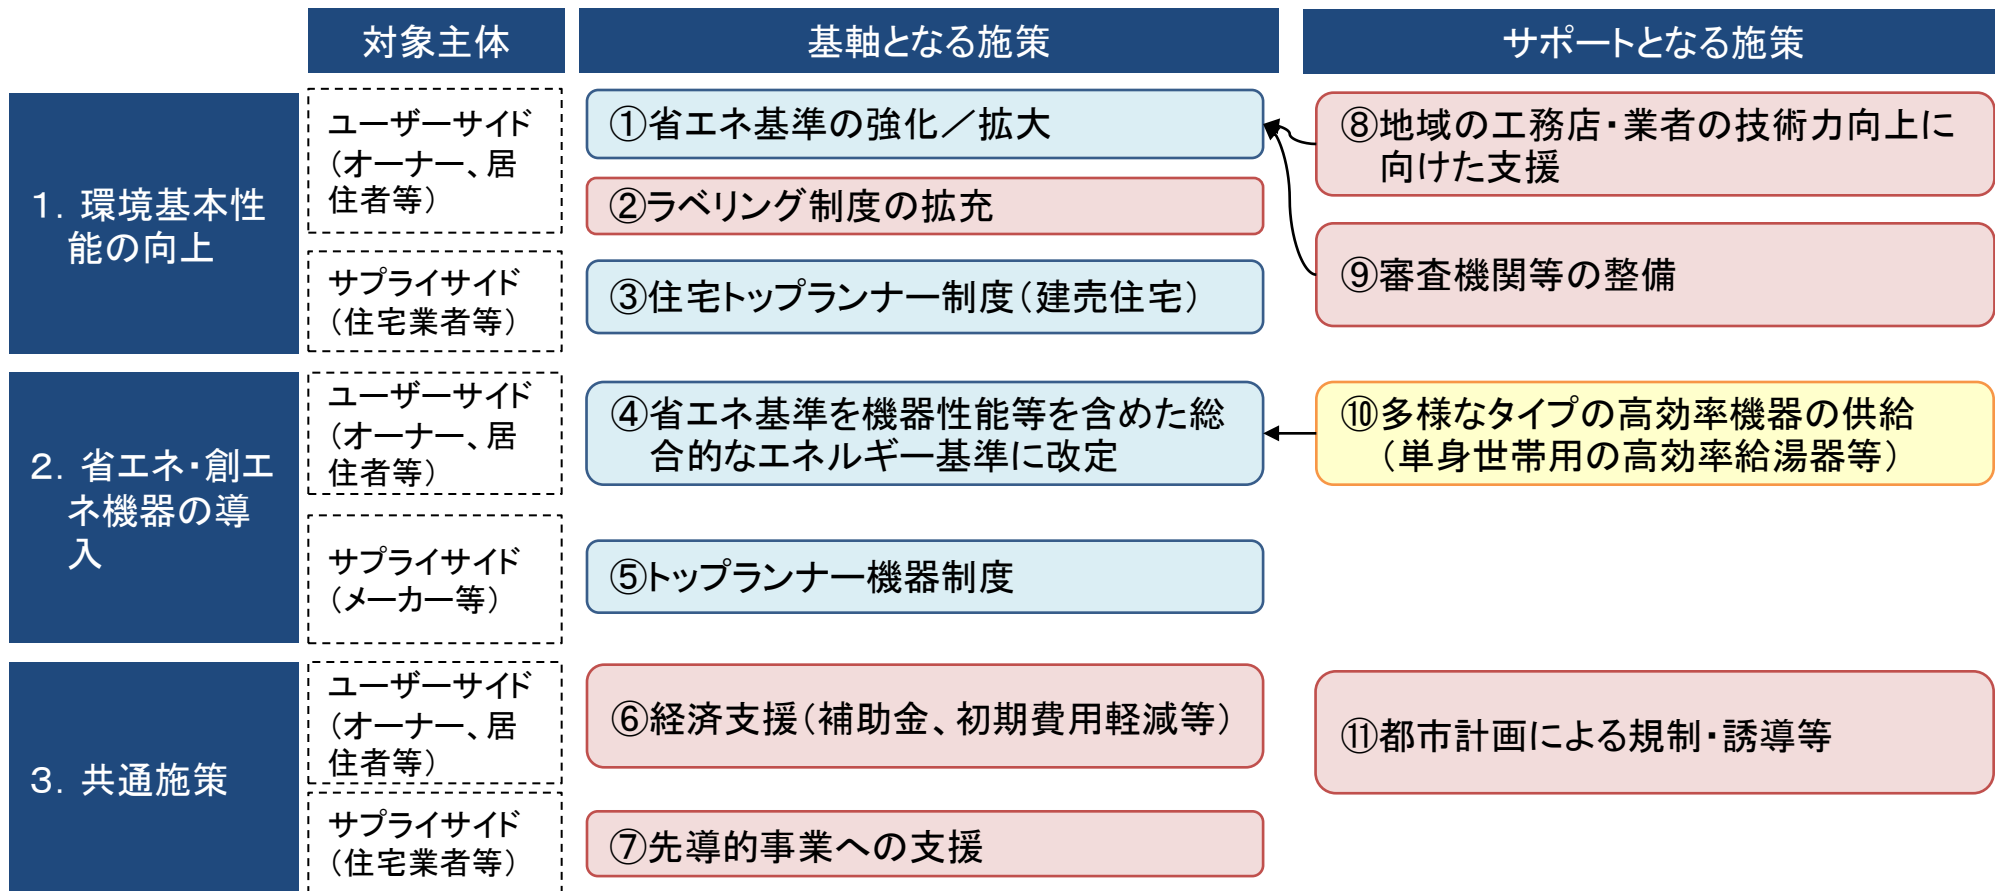 対象主体
基軸となる施策
サポートとなる施策
1. 環境基本性
能の向上
ユーザーサイド
(オーナー、居
住者等)
①省エネ基準の強化／拡大
②ラベリング制度の拡充
サプライサイド
(住宅業者等)
③住宅トップランナー制度(建売住宅)
⑧地域の工務店・業者の技術力向上に
向けた支援
⑨審査機関等の整備
2. 省エネ・創エ
ネ機器の導
入
ユーザーサイド
(オーナー、居
住者等)
④省エネ基準を機器性能等を含めた総
合的なエネルギー基準に改定
⑩多様なタイプの高効率機器の供給
(単身世帯用の高効率給湯器等)
サプライサイド
(メーカー等)
⑤トップランナー機器制度
3. 共通施策
ユーザーサイド
(オーナー、居
住者等)
⑥経済支援(補助金、初期費用軽減等)
⑪都市計画による規制・誘導等
サプライサイド
(住宅業者等)
⑦先導的事業への支援